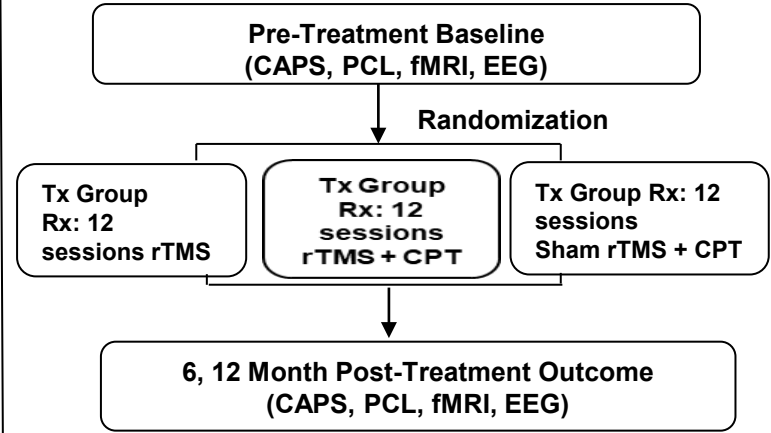 Pre-Treatment Baseline
(CAPS, PCL, fMRI, EEG)
Randomization
Tx Group
Rx: 12
sessions rTMS
Tx Group
Rx: 12
sessions
rTMS + CPT
Tx Group Rx: 12
sessions
Sham rTMS + CPT
6, 12 Month Post-Treatment Outcome
(CAPS, PCL, fMRI, EEG)